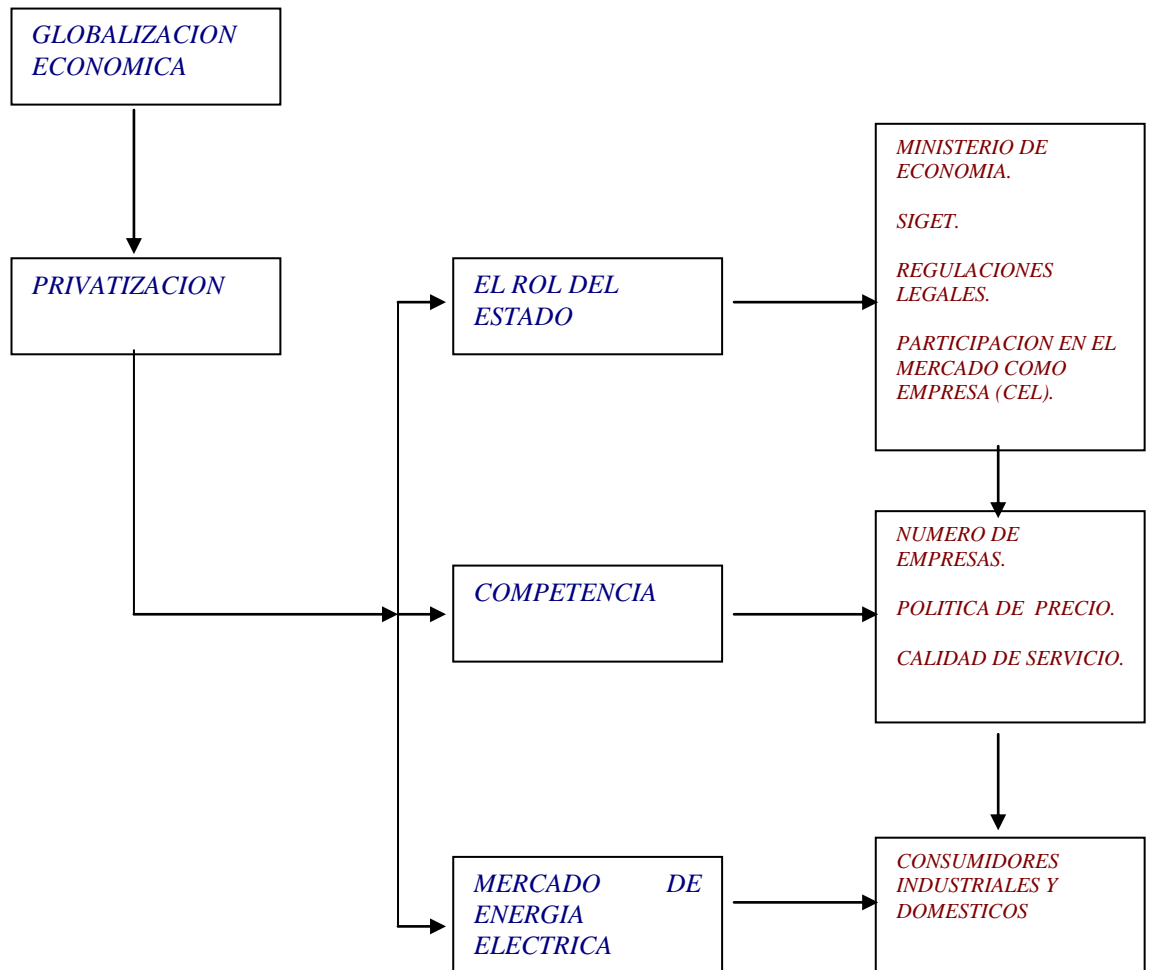 GLOBALIZACION
ECONOMICA
PRIVATIZACION
EL ROL DEL
ESTADO
MINISTERIO DE
ECONOMIA.
SIGET.
REGULACIONES
LEGALES.
PARTICIPACION EN EL
MERCADO COMO
EMPRESA (CEL).
COMPETENCIA
NUMERO DE
EMPRESAS.
POLITICA DE PRECIO.
CALIDAD DE SERVICIO.
MERCADO DE
ENERGIA
ELECTRICA
CONSUMIDORES
INDUSTRIALES Y
DOMESTICOS